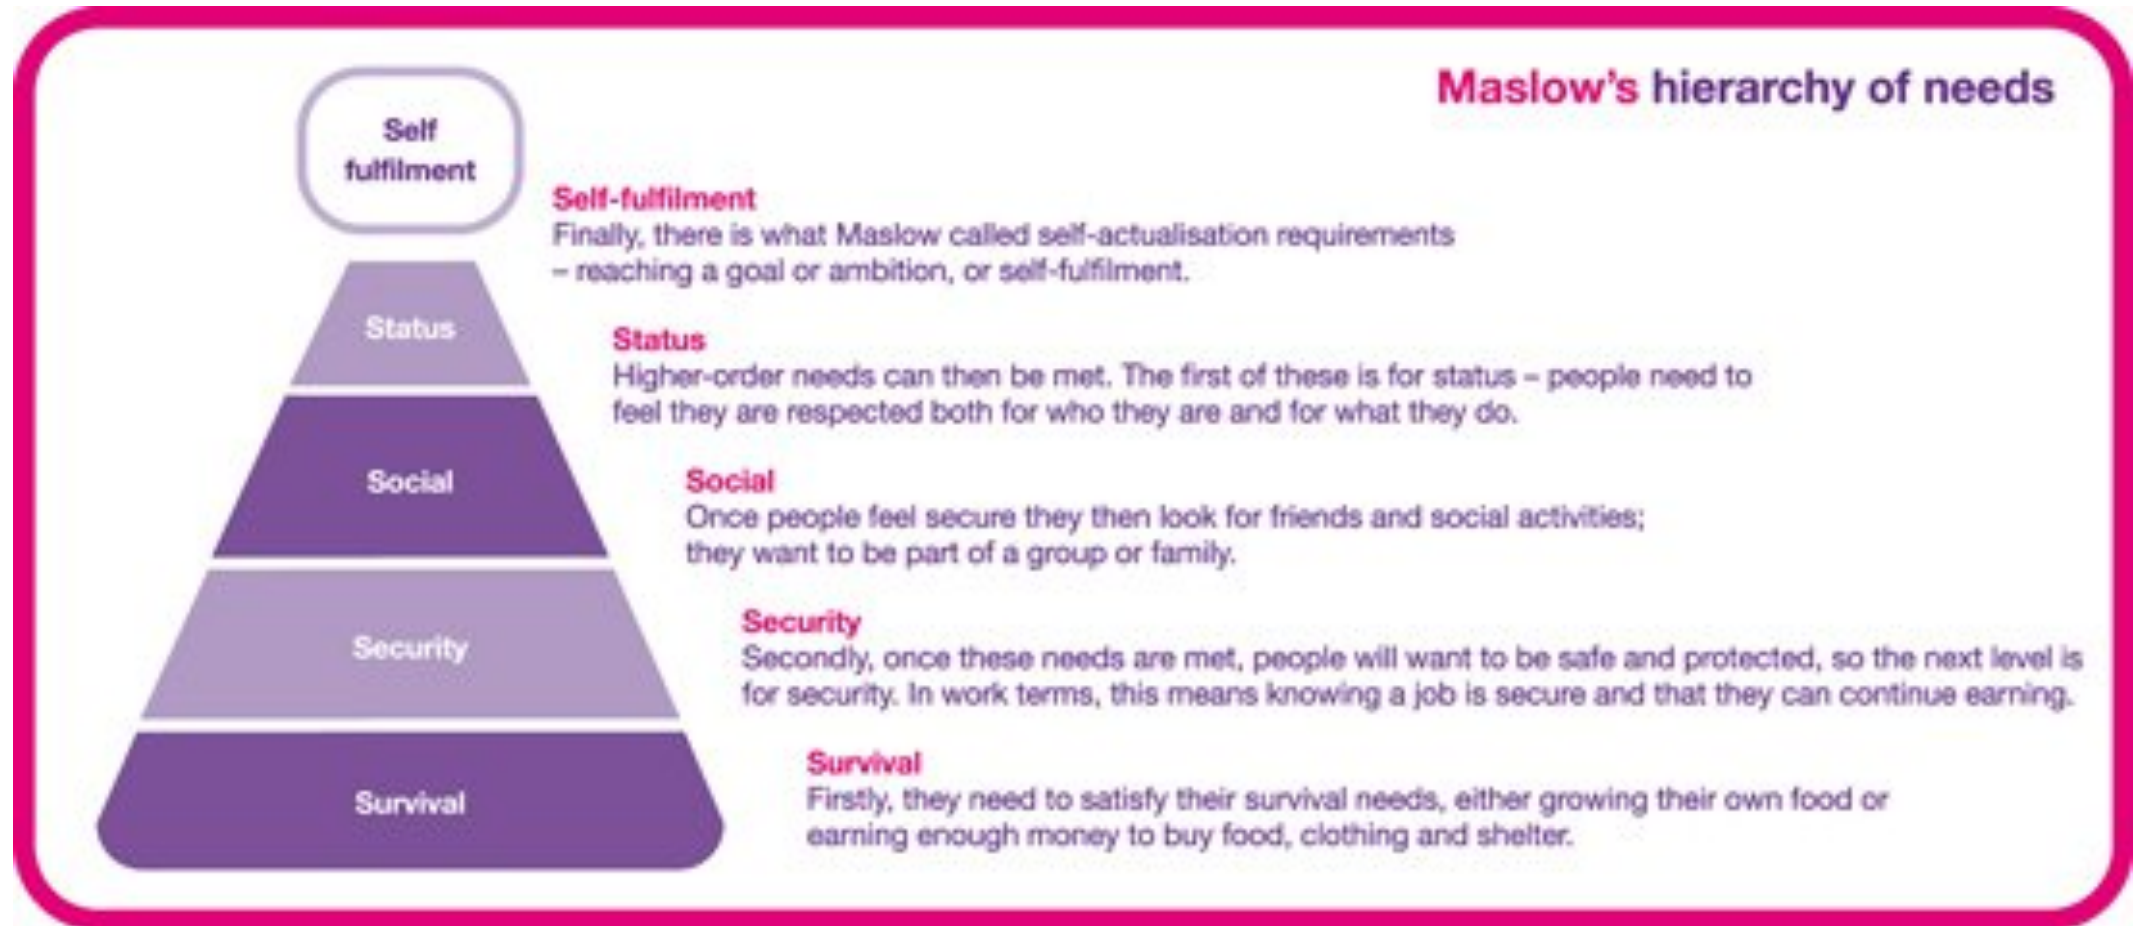 Maslow's hierarchy of needs
Self
fulfilment
Self-fulfilment
Finally, there is what Maslow called self-actualisation requirements
– reaching a goal or ambition, or self-fulfilment.
Status
Status
Higher-order needs can then be met. The first of these is for status – people need to
feel they are respected both for who they are and for what they do.
Social
Social
Once people feel secure they then look for friends and social activities;
they want to be part of a group or family.
Security
Security
Secondly, once these needs are met, people will want to be safe and protected, so the next level is
for security. In work terms, this means knowing a job is secure and that they can continue earning.
Survival
Survival
Firstly, they need to satisfy their survival needs, either growing their own food or
earning enough money to buy food, clothing and shelter.